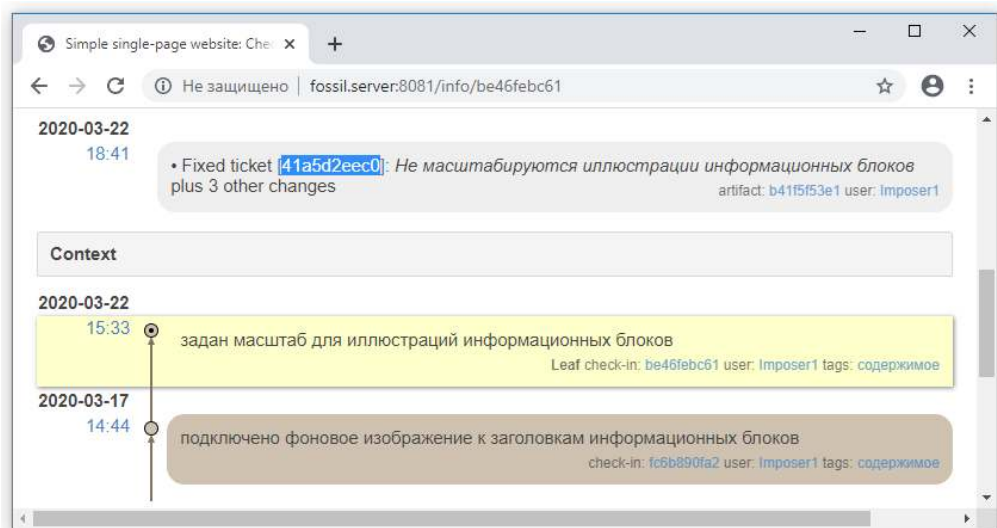 Simple single-page website: Chec
Не защищено | fossil.server:8081/info/be46febc61
2020-03-22
18:41
• Fixed ticket [41a5d2eec0]: Не масштабируются иллюстрации информационных блоков
plus 3 other changes
artifact: b41f5f53e1 user: Imposer1
Context
2020-03-22
15:33
задан масштаб для иллюстраций информационных блоков
Leaf check-in: be46febc61 user: Imposer1 tags: содержимое
2020-03-17
14:44
подключено фоновое изображение к заголовкам информационных блоков
check-in: fc6b890fa2 user: Imposer1 tags: содержимое